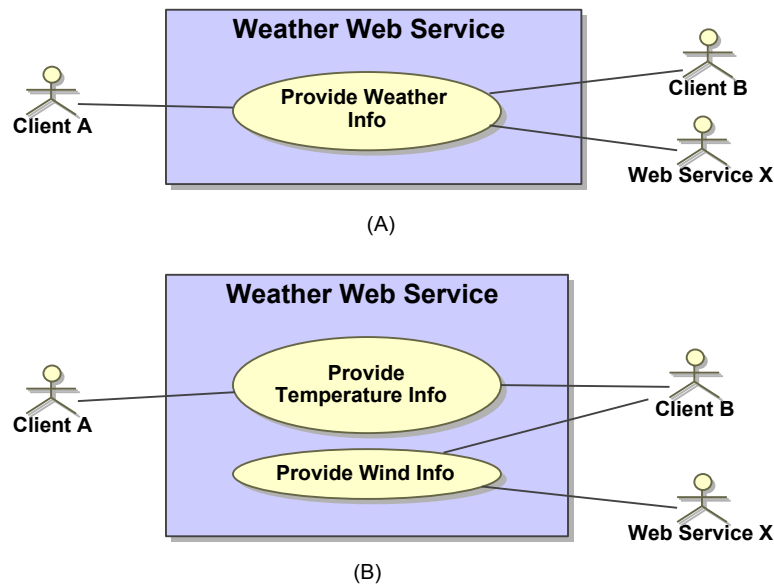 Weather Web Service
Provide Weather
Info
Client A
Client B
Web Service X
(A)
Weather Web Service
Provide
Temperature Info
Client A
Client B
Provide Wind Info
Web Service X
(B)